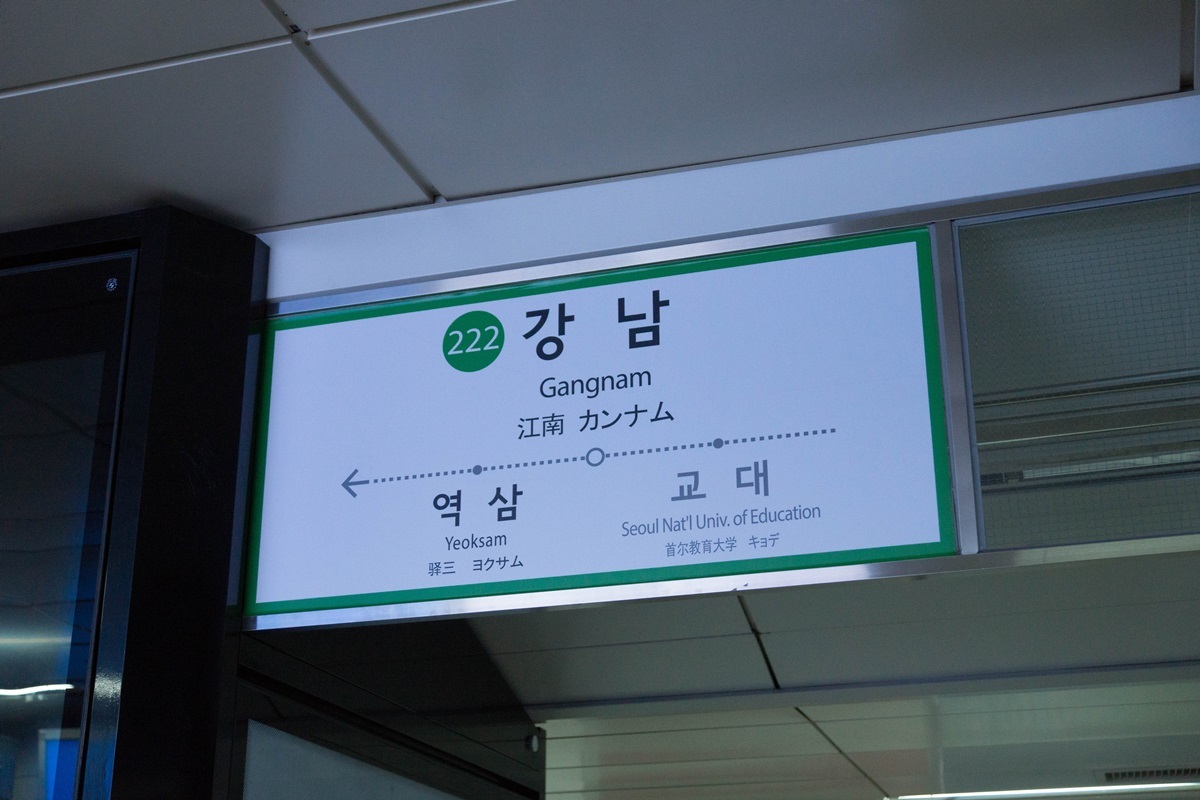 222 강남
Gangnam
江南 カンナム
역삼
Yeoksam
驿三 ヨクサム
교대
Seoul Nat'l Univ. of Education
首尔教育大学 キョデ